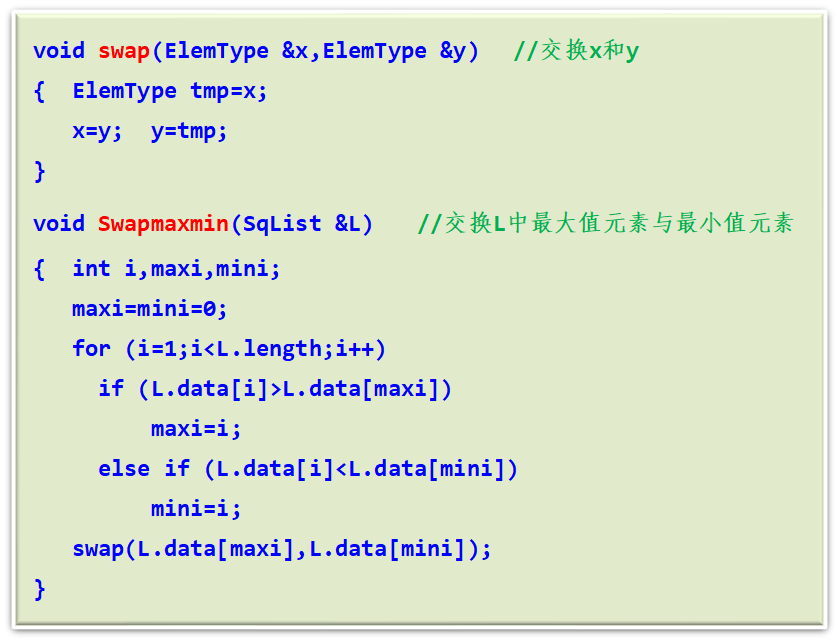 void swap(ElemType &x,ElemType &y)  //交换x和y
{  ElemType tmp=x;
   x=y;  y=tmp;
}
void Swapmaxmin(SqList &L)   //交换L中最大值元素与最小值元素
{  int i,maxi,mini;
   maxi=mini=0;
   for (i=1;i<L.length;i++)
     if (L.data[i]>L.data[maxi])
         maxi=i;
     else if (L.data[i]<L.data[mini])
         mini=i;
   swap(L.data[maxi],L.data[mini]);
}